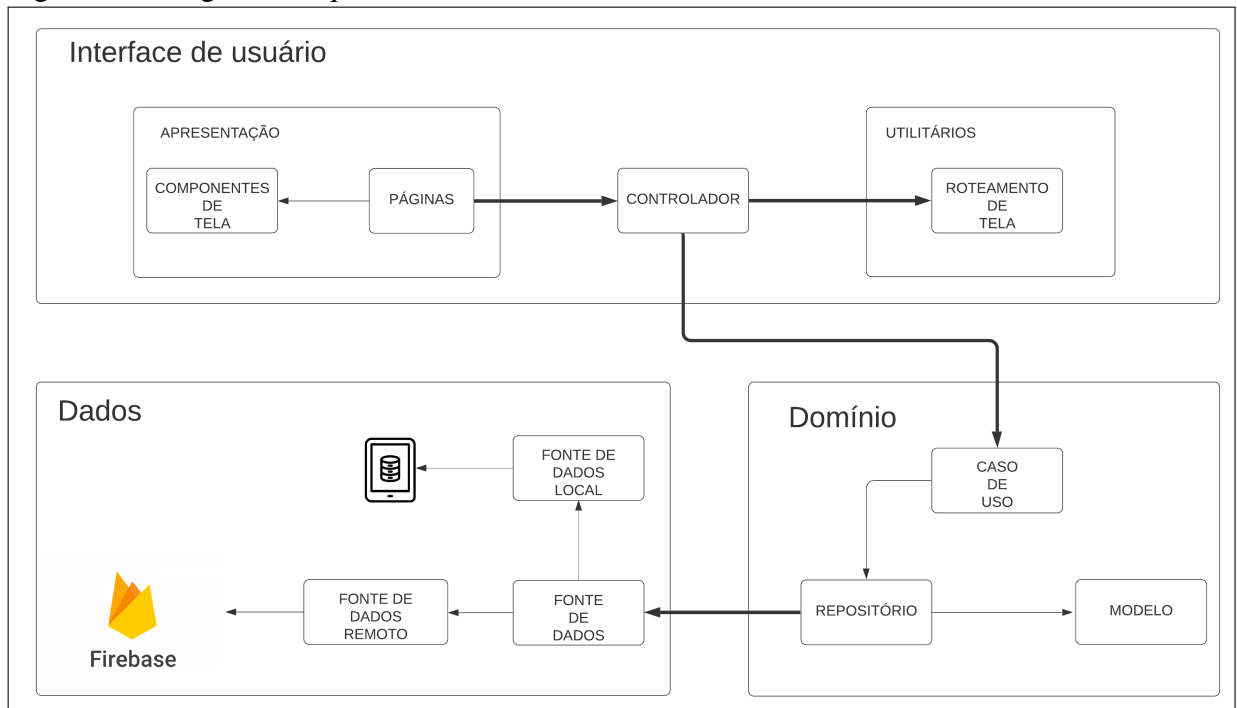 Interface de usuário
APRESENTAÇÃO
UTILITÁRIOS
COMPONENTES
DE
TELA
PÁGINAS
CONTROLADOR
ROTEAMENTO
DE
TELA
Dados
Domínio
FONTE DE
DADOS
LOCAL
CASO
DE
USO
FONTE DE
DADOS
REMOTO
FONTE
DE
DADOS
REPOSITÓRIO
MODELO
Firebase